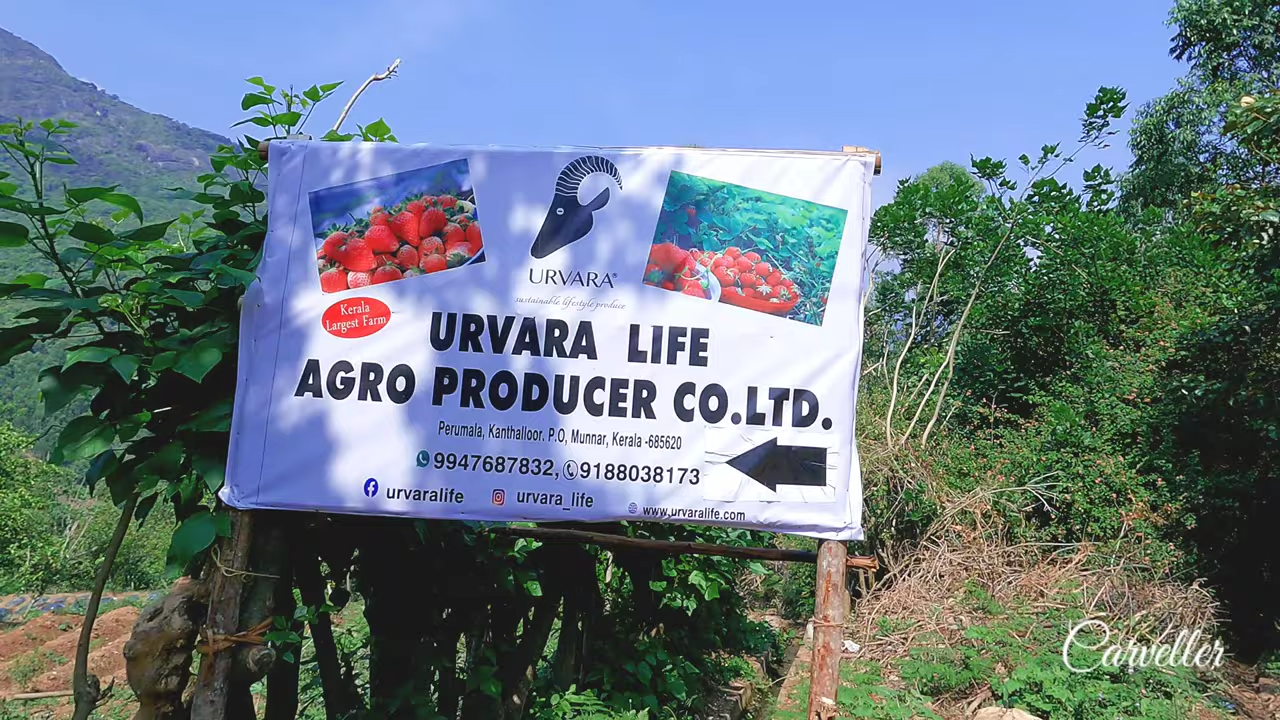 URVARA®
sustainable lifestyle produce
Kerala
Largest Farm
URVARA LIFE
AGRO PRODUCER CO.LTD.
Perumala, Kanthalloor. P.O, Munnar, Kerala -685620
9947687832, 9188038173
urvaralife urvara_life www.urvaralife.com
Carveller